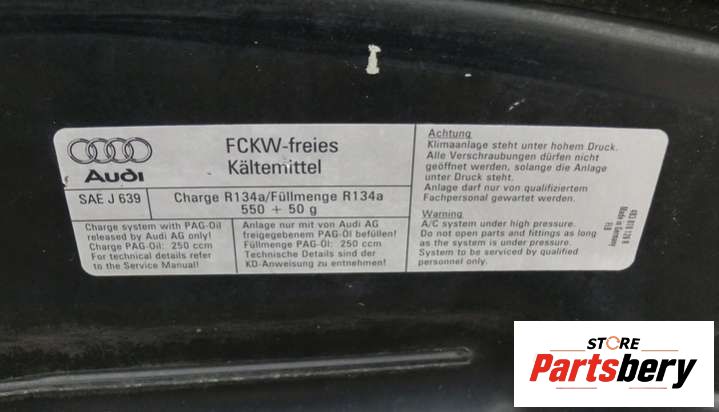 Audi
FCKW-freies
Kältemittel
SAE J 639
Charge R134a/Füllmenge R134a
550 + 50 g
Charge system with PAG-Oil
released by Audi AG only!
Charge PAG-Oil: 250 ccm
For technical details refer
to the Service Manual!
Anlage nur mit von Audi AG
freigegebenem PAG-Öl befüllen!
Füllmenge PAG-Öl: 250 ccm
Technische Details sind der
KD-Anweisung zu entnehmen!
Achtung
Klimaanlage steht unter hohem Druck.
Alle Verschraubungen dürfen nicht
geöffnet werden, solange die Anlage
unter Druck steht.
Anlage darf nur von qualifiziertem
Fachpersonal gewartet werden.
Warning
A/C system under high pressure.
Do not open parts and fittings as long
as the system is under pressure.
System to be serviced by qualified
personnel only.
Made in Germany
STORE
Partsbery